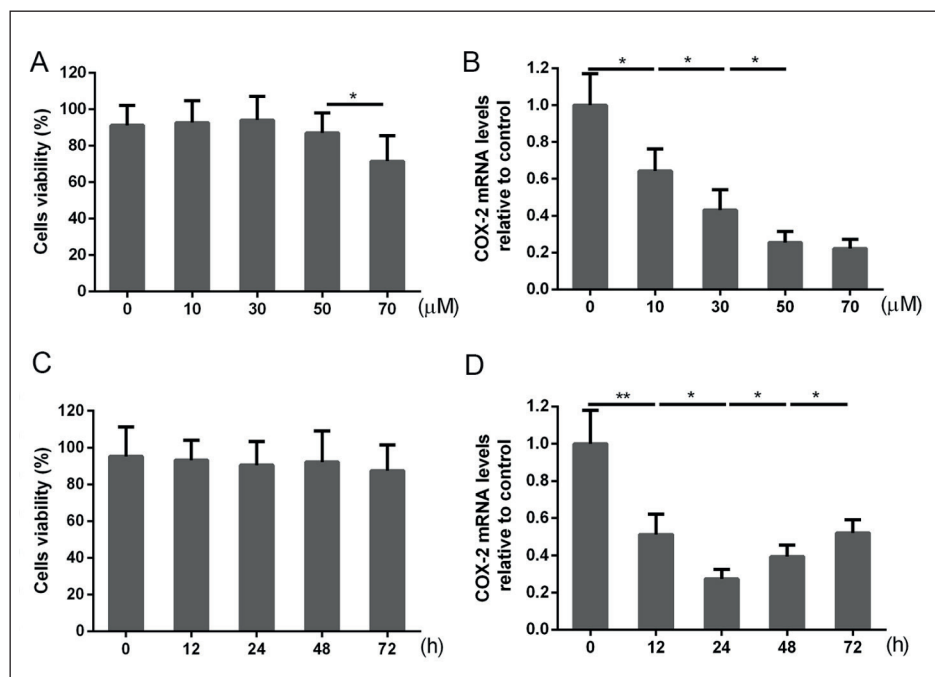 A
Cells viability (%)
120
100
80
60
40
20
0
*
0 10 30 50 70 (μM)
B
COX-2 mRNA levels
relative to control
1.2
1.0
0.8
0.6
0.4
0.2
0.0
* * *
0 10 30 50 70 (μM)
C
Cells viability (%)
120
100
80
60
40
20
0
0 12 24 48 72 (h)
D
COX-2 mRNA levels
relative to control
1.2
1.0
0.8
0.6
0.4
0.2
0.0
** * * *
0 12 24 48 72 (h)